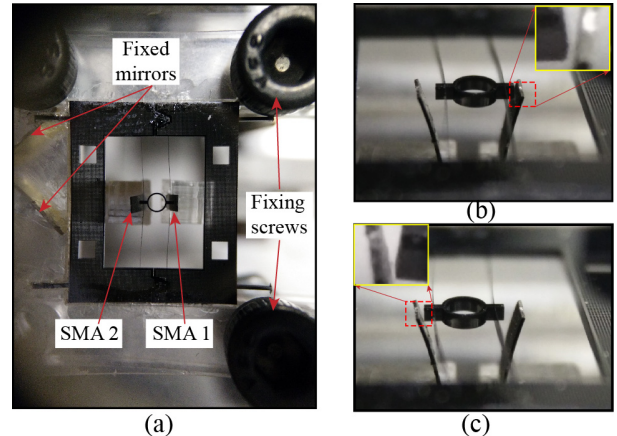 Fixed
mirrors
Fixing
screws
SMA 2
SMA 1
(a)
(b)
(c)